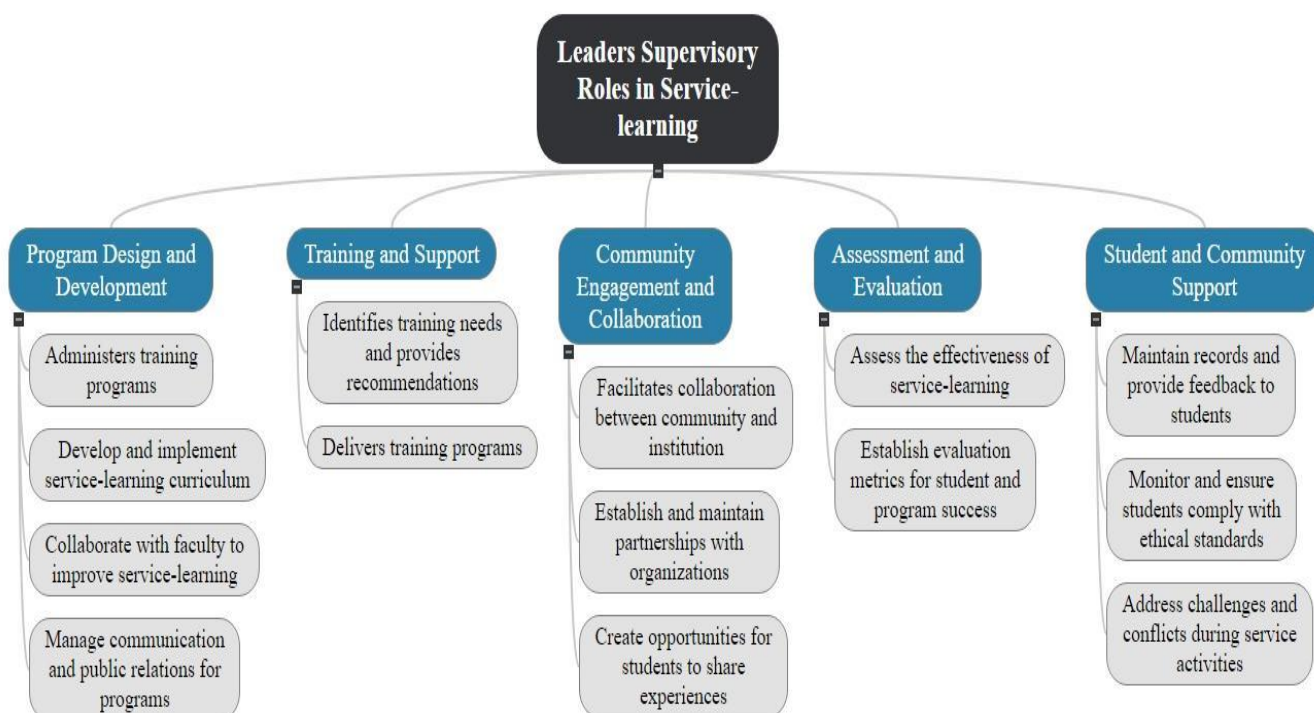 Leaders Supervisory
Roles in Service-
learning
Program Design and
Development
Administers training
programs
Develop and implement
service-learning curriculum
Collaborate with faculty to
improve service-learning
Manage communication
and public relations for
programs
Training and Support
Identifies training needs
and provides
recommendations
Delivers training programs
Community
Engagement and
Collaboration
Facilitates collaboration
between community and
institution
Establish and maintain
partnerships with
organizations
Create opportunities for
students to share
experiences
Assessment and
Evaluation
Assess the effectiveness of
service-learning
Establish evaluation
metrics for student and
program success
Student and Community
Support
Maintain records and
provide feedback to
students
Monitor and ensure
students comply with
ethical standards
Address challenges and
conflicts during service
activities